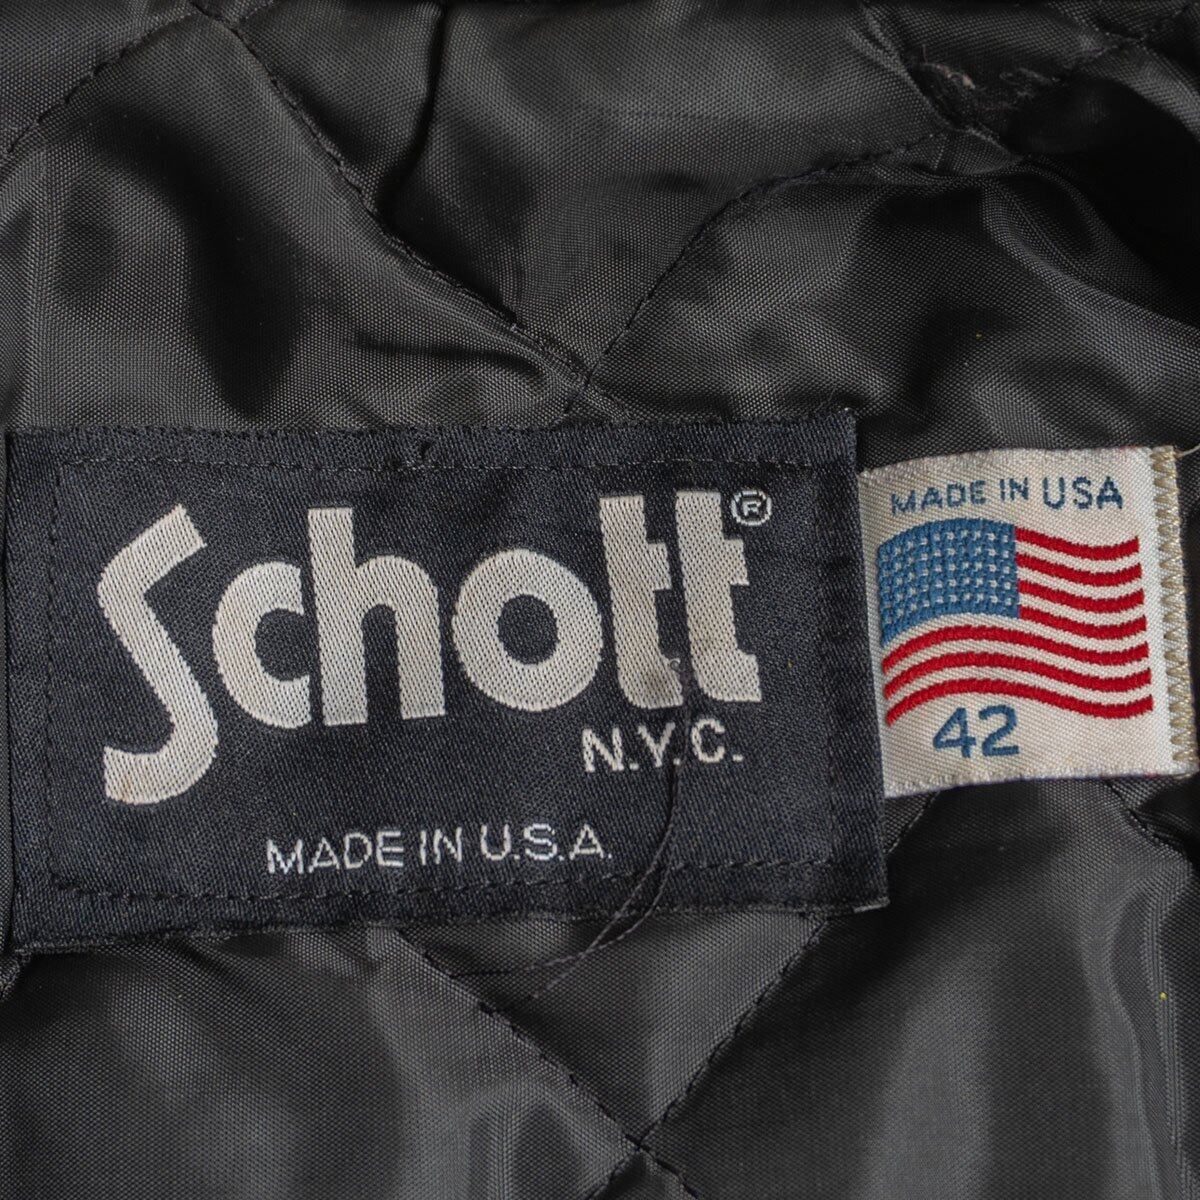 Schott®
N.Y.C.
MADE IN U.S.A.
MADE IN USA
42